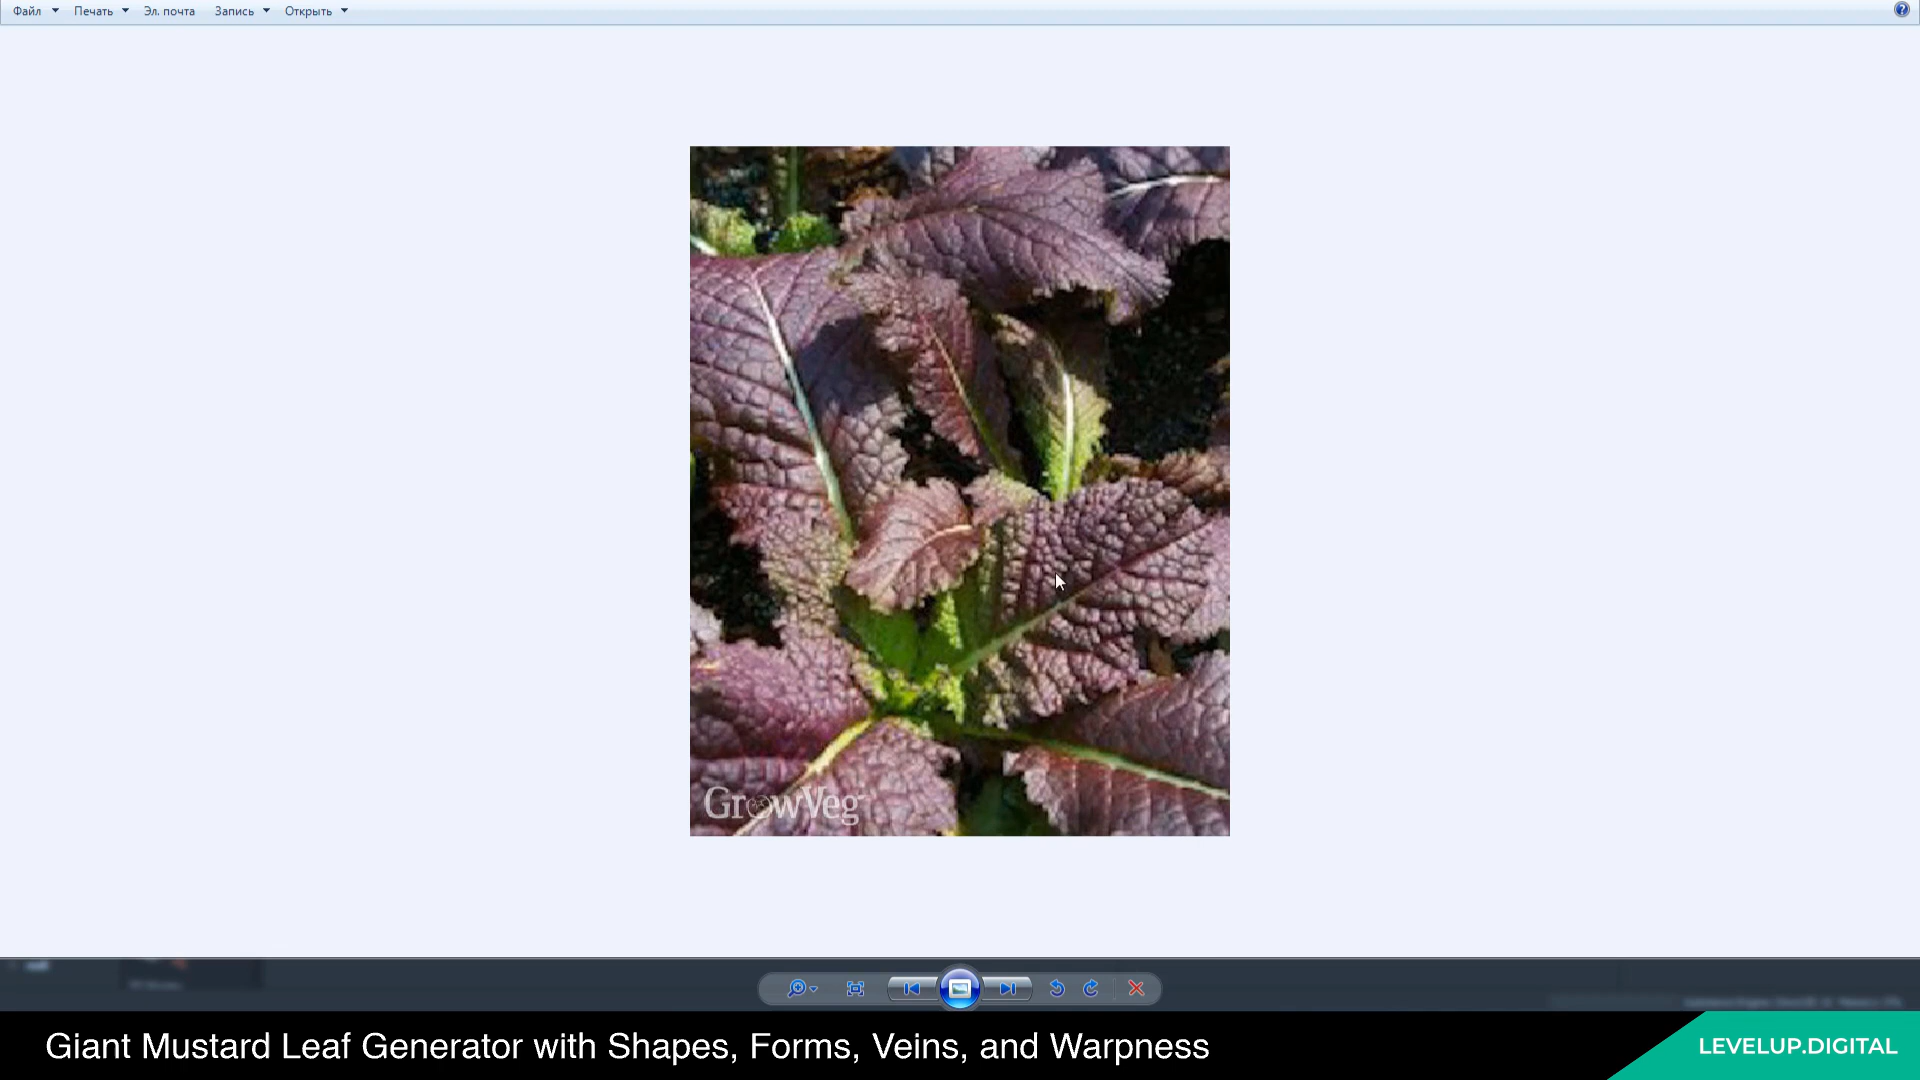 Файл Печать Эл. почта Запись Открыть
GrowVeg
Giant Mustard Leaf Generator with Shapes, Forms, Veins, and Warpness
LEVELUP.DIGITAL